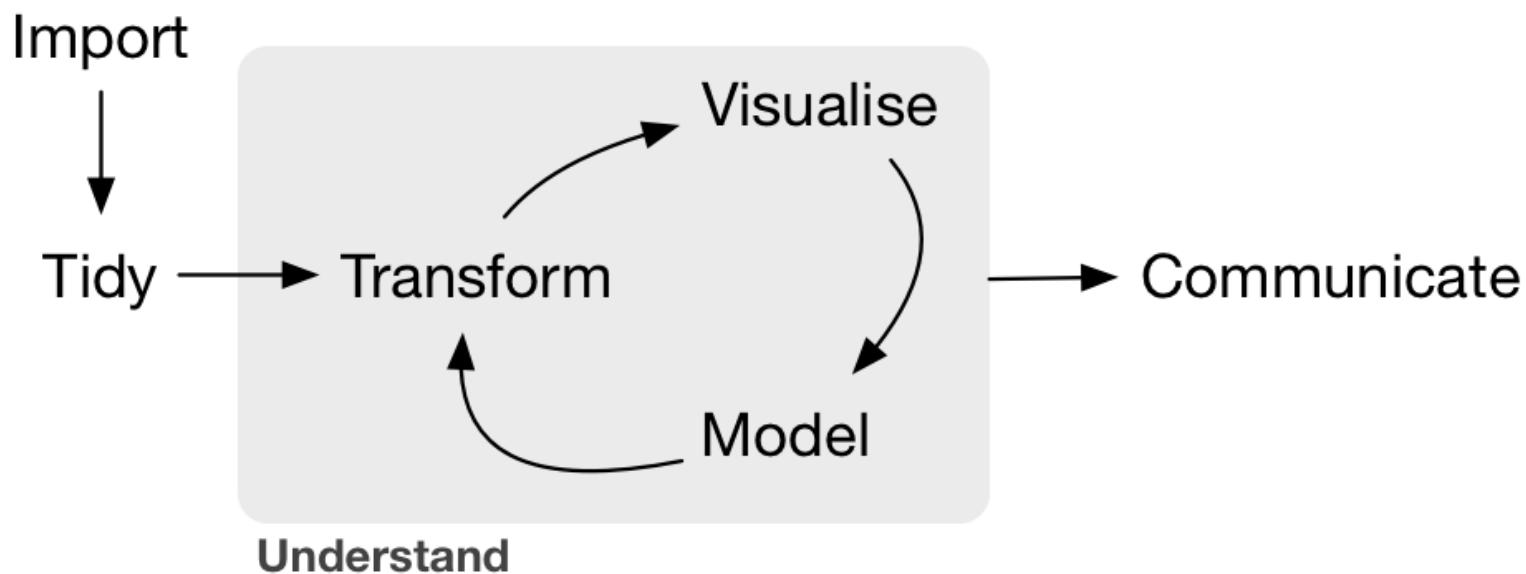 Import
Visualise
Tidy
Transform
Communicate
Model
Understand